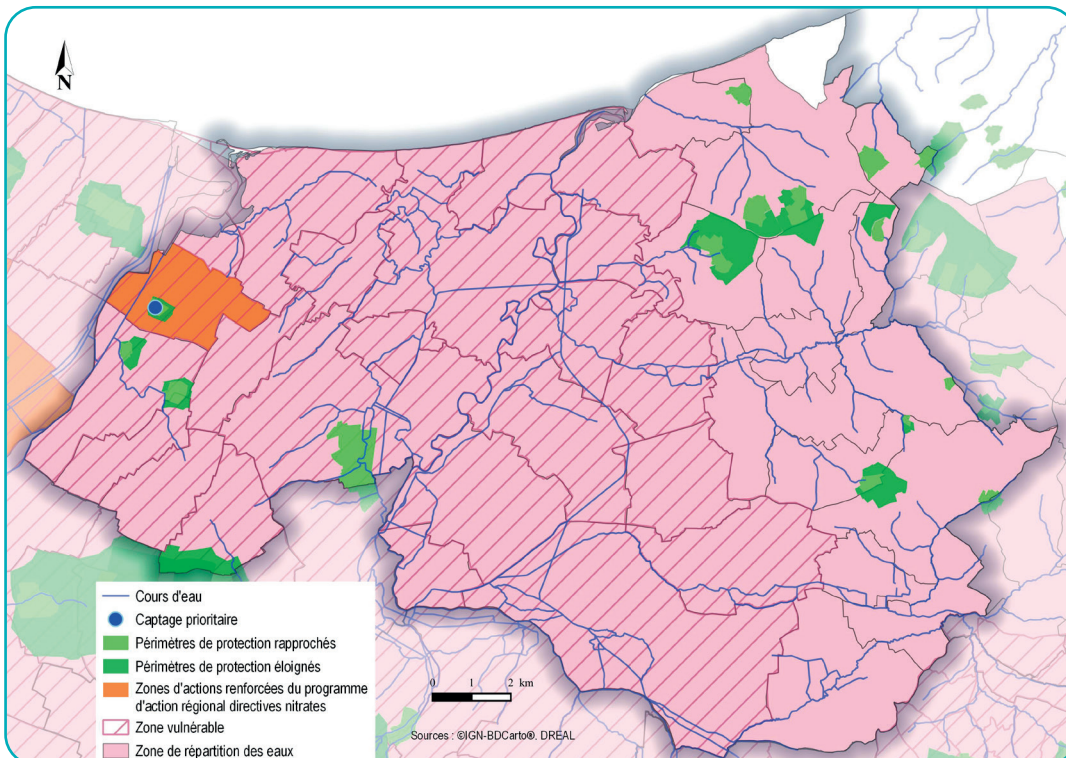 N
Cours d'eau
Captage prioritaire
Périmètres de protection rapprochés
Périmètres de protection éloignés
Zones d'actions renforcées du programme
d'action régional directives nitrates
Zone vulnérable
Zone de répartition des eaux
0 1 2 km
Sources : ©IGN-BDCarto®. DREAL